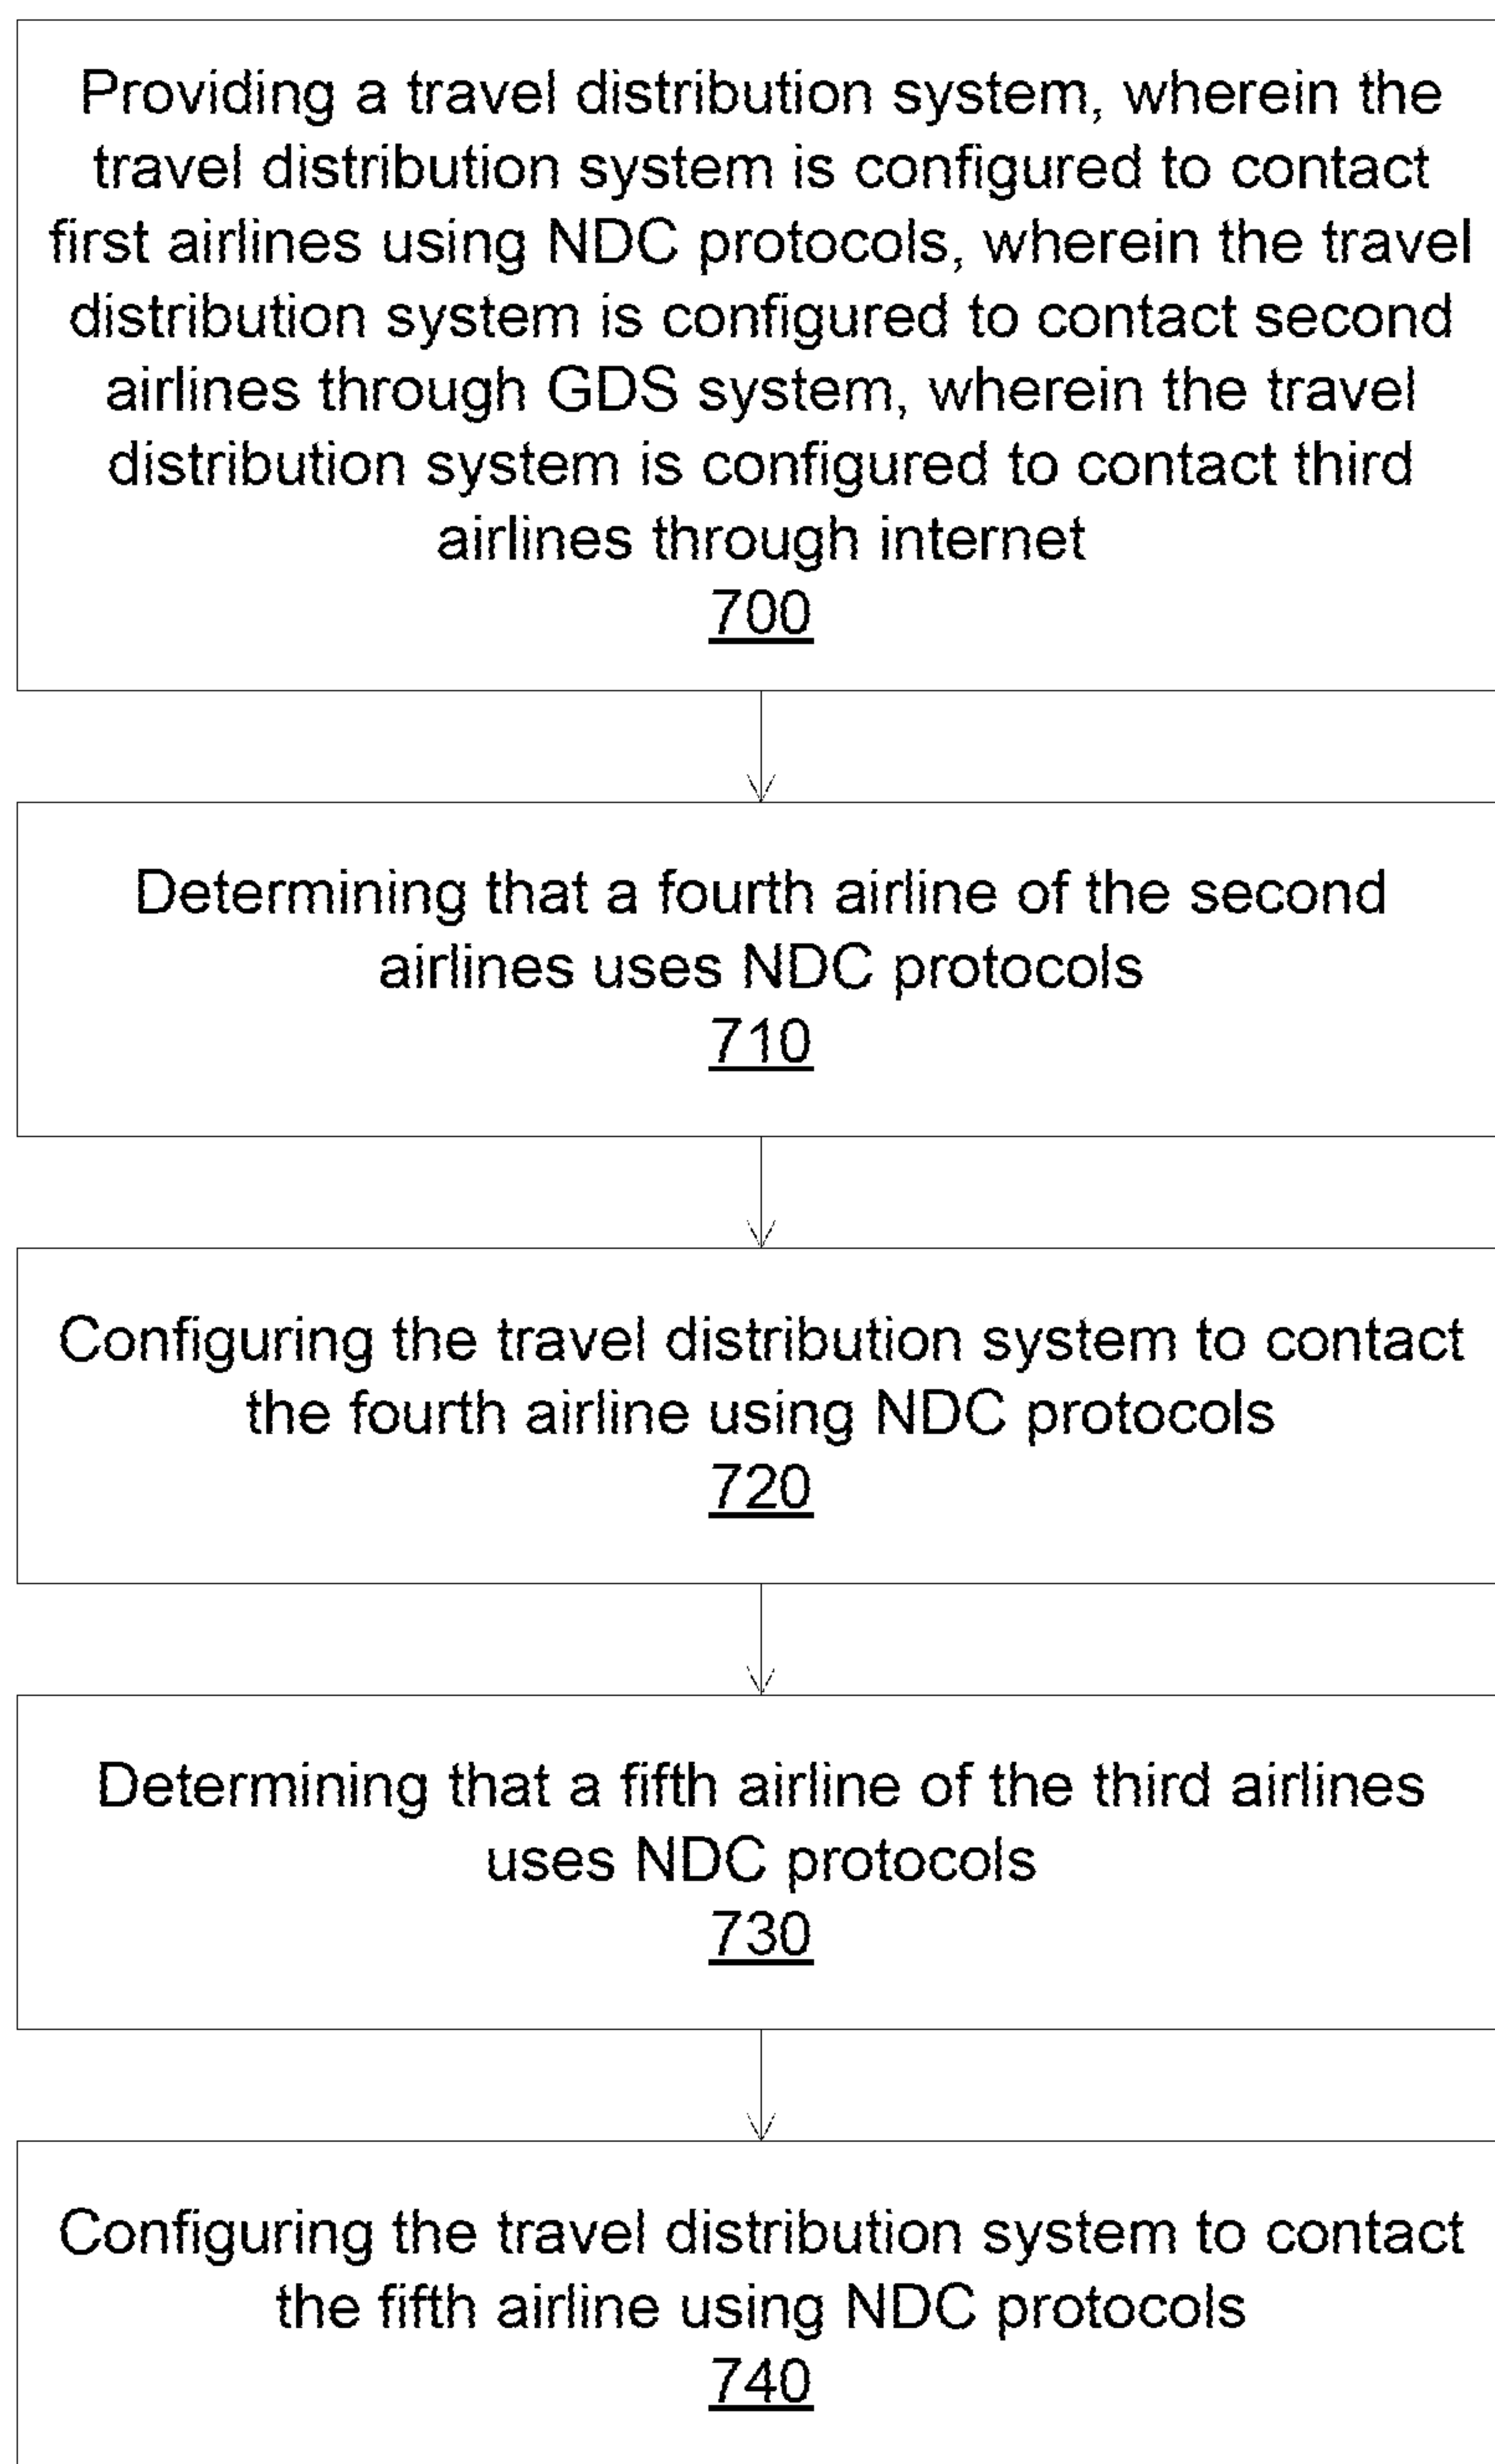 Providing a travel distribution system, wherein the
travel distribution system is configured to contact
first airlines using NDC protocols, wherein the travel
distribution system is configured to contact second
airlines through GDS system, wherein the travel
distribution system is configured to contact third
airlines through internet
700
Determining that a fourth airline of the second
airlines uses NDC protocols
710
Configuring the travel distribution system to contact
the fourth airline using NDC protocols
720
Determining that a fifth airline of the third airlines
uses NDC protocols
730
Configuring the travel distribution system to contact
the fifth airline using NDC protocols
740